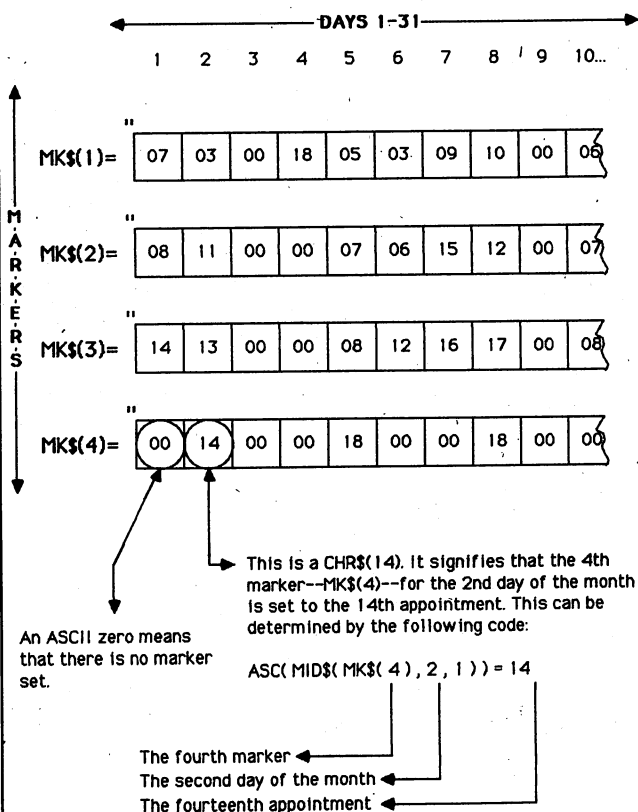 DAYS 1-31
1 2 3 4 5 6 7 8 9 10...
MARKERS
"
MK$(1)= 07 03 00 18 05 03 09 10 00 06
"
MK$(2)= 08 11 00 00 07 06 15 12 00 07
"
MK$(3)= 14 13 00 00 08 12 16 17 00 08
"
MK$(4)= 00 14 00 00 18 00 00 18 00 00
This is a CHR$(14). It signifies that the 4th
marker--MK$(4)--for the 2nd day of the month
is set to the 14th appointment. This can be
determined by the following code:
An ASCII zero means
that there is no marker
set.
ASC( MID$( MK$( 4 ) , 2 , 1 ) ) = 14
The fourth marker
The second day of the month
The fourteenth appointment